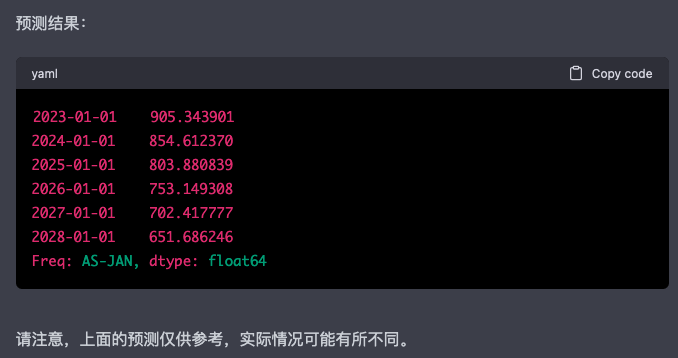 预测结果：
yaml
Copy code
2023-01-01    905.343901
2024-01-01    854.612370
2025-01-01    803.880839
2026-01-01    753.149308
2027-01-01    702.417777
2028-01-01    651.686246
Freq: AS-JAN, dtype: float64
请注意，上面的预测仅供参考，实际情况可能有所不同。